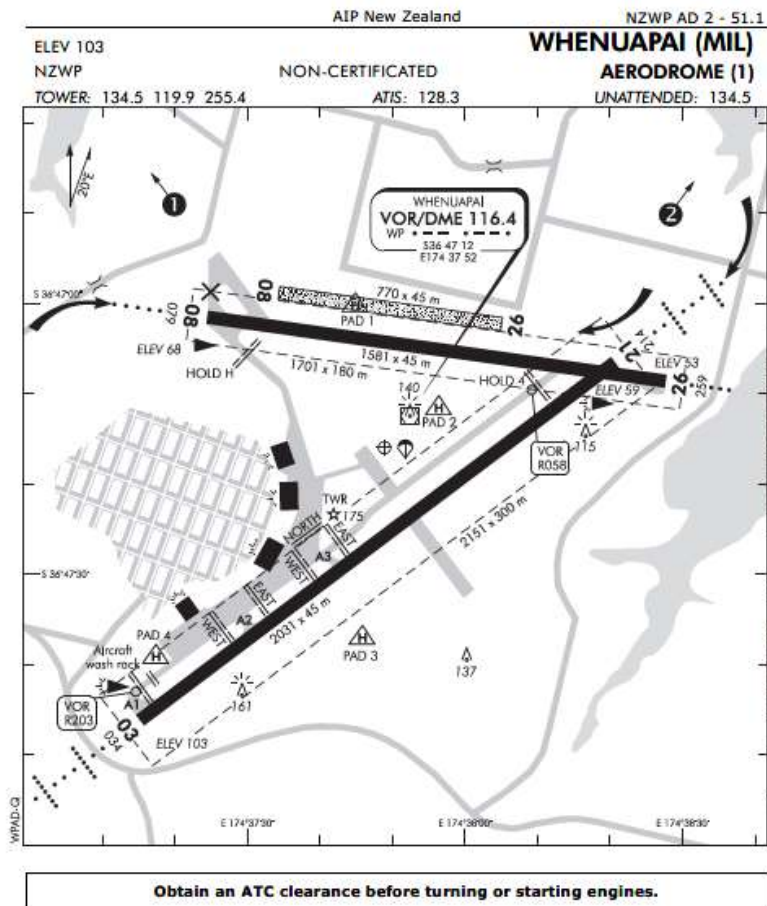 AIP New Zealand
NZWP AD 2 - 51.1
ELEV 103
WHENUAPAI (MIL)
NZWP
NON-CERTIFICATED
AERODROME (1)
TOWER: 134.5 119.9 255.4
ATIS: 128.3
UNATTENDED: 134.5
20°E
1
2
WHENUAPAI
VOR/DME 116.4
WP
S36 47 12
E174 37 52
S 36°47'00"
079
08
08
770 x 45 m
H
PAD 1
26
21
214
ELEV 53
ELEV 68
1581 x 45 m
1701 x 180 m
HOLD H
HOLD 4
26
259
ELEV 59
140
H
PAD 2
115
VOR
R058
TWR
175
NORTH
EAST
A3
WEST
2151 x 300 m
S 36°47'30"
EAST
A2
WEST
2031 x 45 m
PAD 4
H
H
PAD 3
137
Aircraft
wash rack
161
VOR
R203
A1
03
034
ELEV 103
WPAD-Q
E 174°37'30"
E 174°38'00"
E 174°38'30"
Obtain an ATC clearance before turning or starting engines.